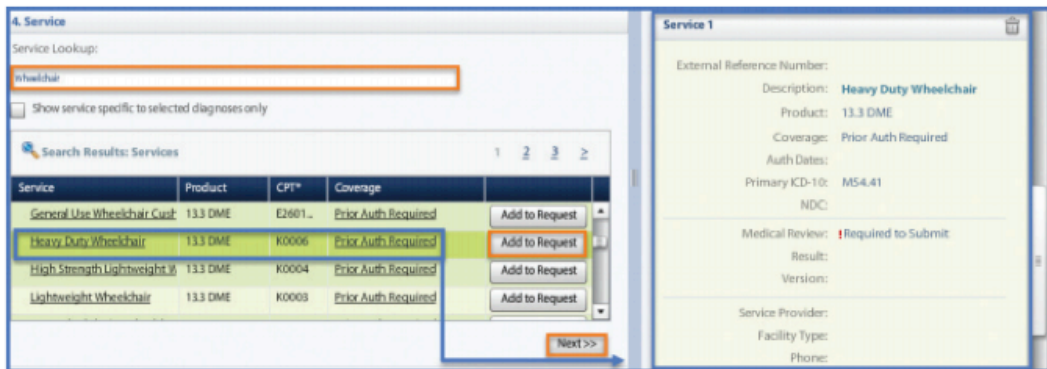 4. Service
Service Lookup:
Wheelchair
Show service specific to selected diagnoses only
Search Results: Services
1 2 3 >
Service Product CPT* Coverage
General Use Wheelchair Cush 13.3 DME E2601... Prior Auth Required Add to Request
Heavy Duty Wheelchair 13.3 DME K0006 Prior Auth Required Add to Request
High Strength Lightweight W 13.3 DME K0004 Prior Auth Required Add to Request
Lightweight Wheelchair 13.3 DME K0003 Prior Auth Required Add to Request
Next >>
Service 1
External Reference Number:
Description: Heavy Duty Wheelchair
Product: 13.3 DME
Coverage: Prior Auth Required
Auth Dates:
Primary ICD-10: M54.41
NDC:
Medical Review: !Required to Submit
Result:
Version:
Service Provider:
Facility Type:
Phone: